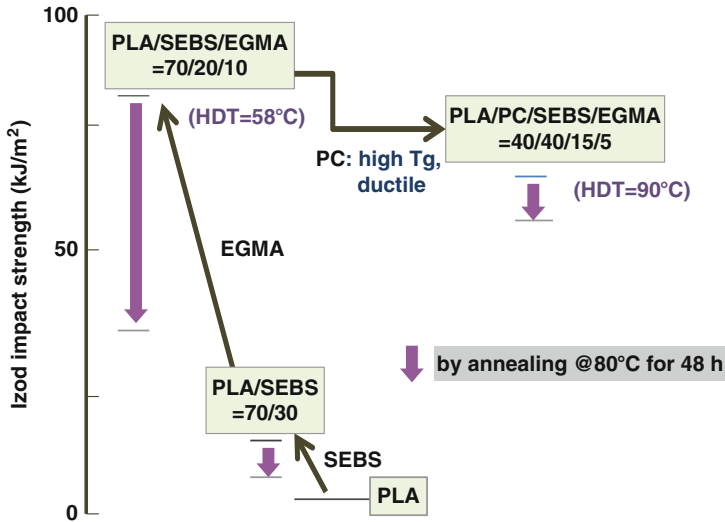 100
PLA/SEBS/EGMA
=70/20/10
(HDT=58°C)
PLA/PC/SEBS/EGMA
=40/40/15/5
PC: high Tg,
ductile
(HDT=90°C)
Izod impact strength (kJ/m²)
50
EGMA
by annealing @80°C for 48 h
PLA/SEBS
=70/30
SEBS
PLA
0